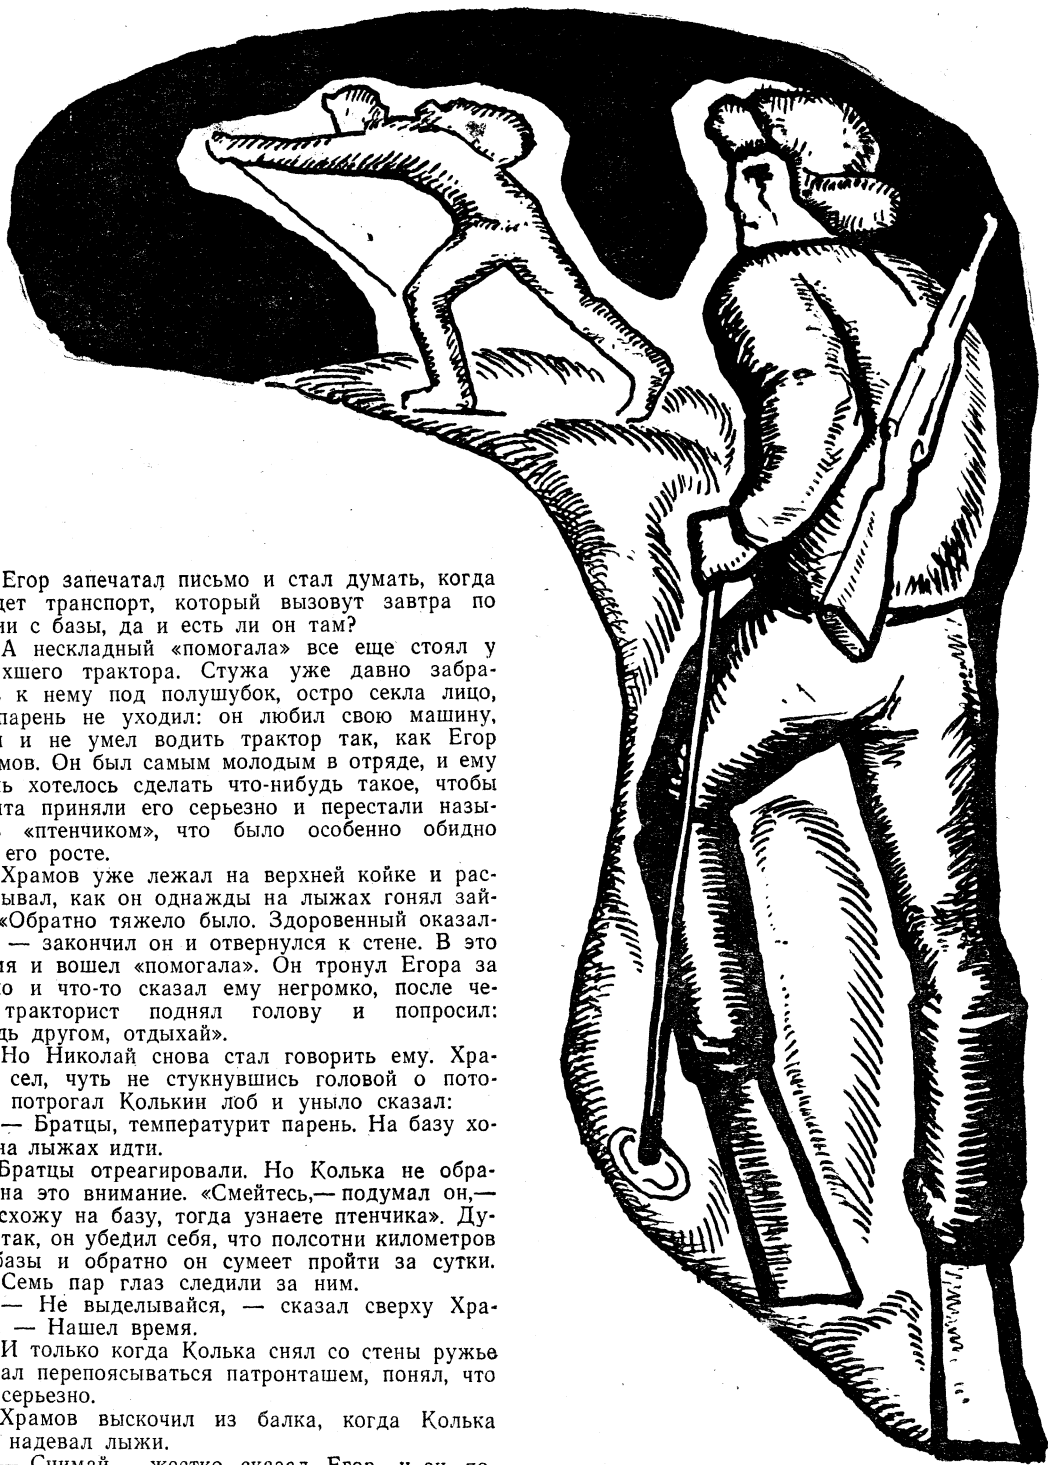 Егор запечатал письмо и стал думать, когда
дет транспорт, который вызовут завтра по
ии с базы, да и есть ли он там?
А нескладный «помогала» все еще стоял у
хшего трактора. Стужа уже давно забра-
к нему под полушубок, остро секла лицо,
парень не уходил: он любил свою машину,
и не умел водить трактор так, как Егор
мов. Он был самым молодым в отряде, и ему
ь хотелось сделать что-нибудь такое, чтобы
та приняли его серьезно и перестали назы-
«птенчиком», что было особенно обидно
его росте.
Храмов уже лежал на верхней койке и рас-
ывал, как он однажды на лыжах гонял зай-
«Обратно тяжело было. Здоровенный оказал-
— закончил он и отвернулся к стене. В это
ия и вошел «помогала». Он тронул Егора за
о и что-то сказал ему негромко, после че-
тракторист поднял голову и попросил:
дь другом, отдыхай».
Но Николай снова стал говорить ему. Хра-
сел, чуть не стукнувшись головой о пото-
потрогал Колькин лоб и уныло сказал:
— Братцы, температурит парень. На базу хо-
на лыжах идти.
Братцы отреагировали. Но Колька не обра-
на это внимание. «Смейтесь,— подумал он,—
схожу на базу, тогда узнаете птенчика». Ду-
так, он убедил себя, что полсотни километров
базы и обратно он сумеет пройти за сутки.
Семь пар глаз следили за ним.
— Не выделывайся, — сказал сверху Хра-
— Нашел время.
И только когда Колька снял со стены ружье
ал перепоясываться патронташем, понял, что
серьезно.
Храмов выскочил из балка, когда Колька
надевал лыжи.
— Снимай,— жестко сказал Егор